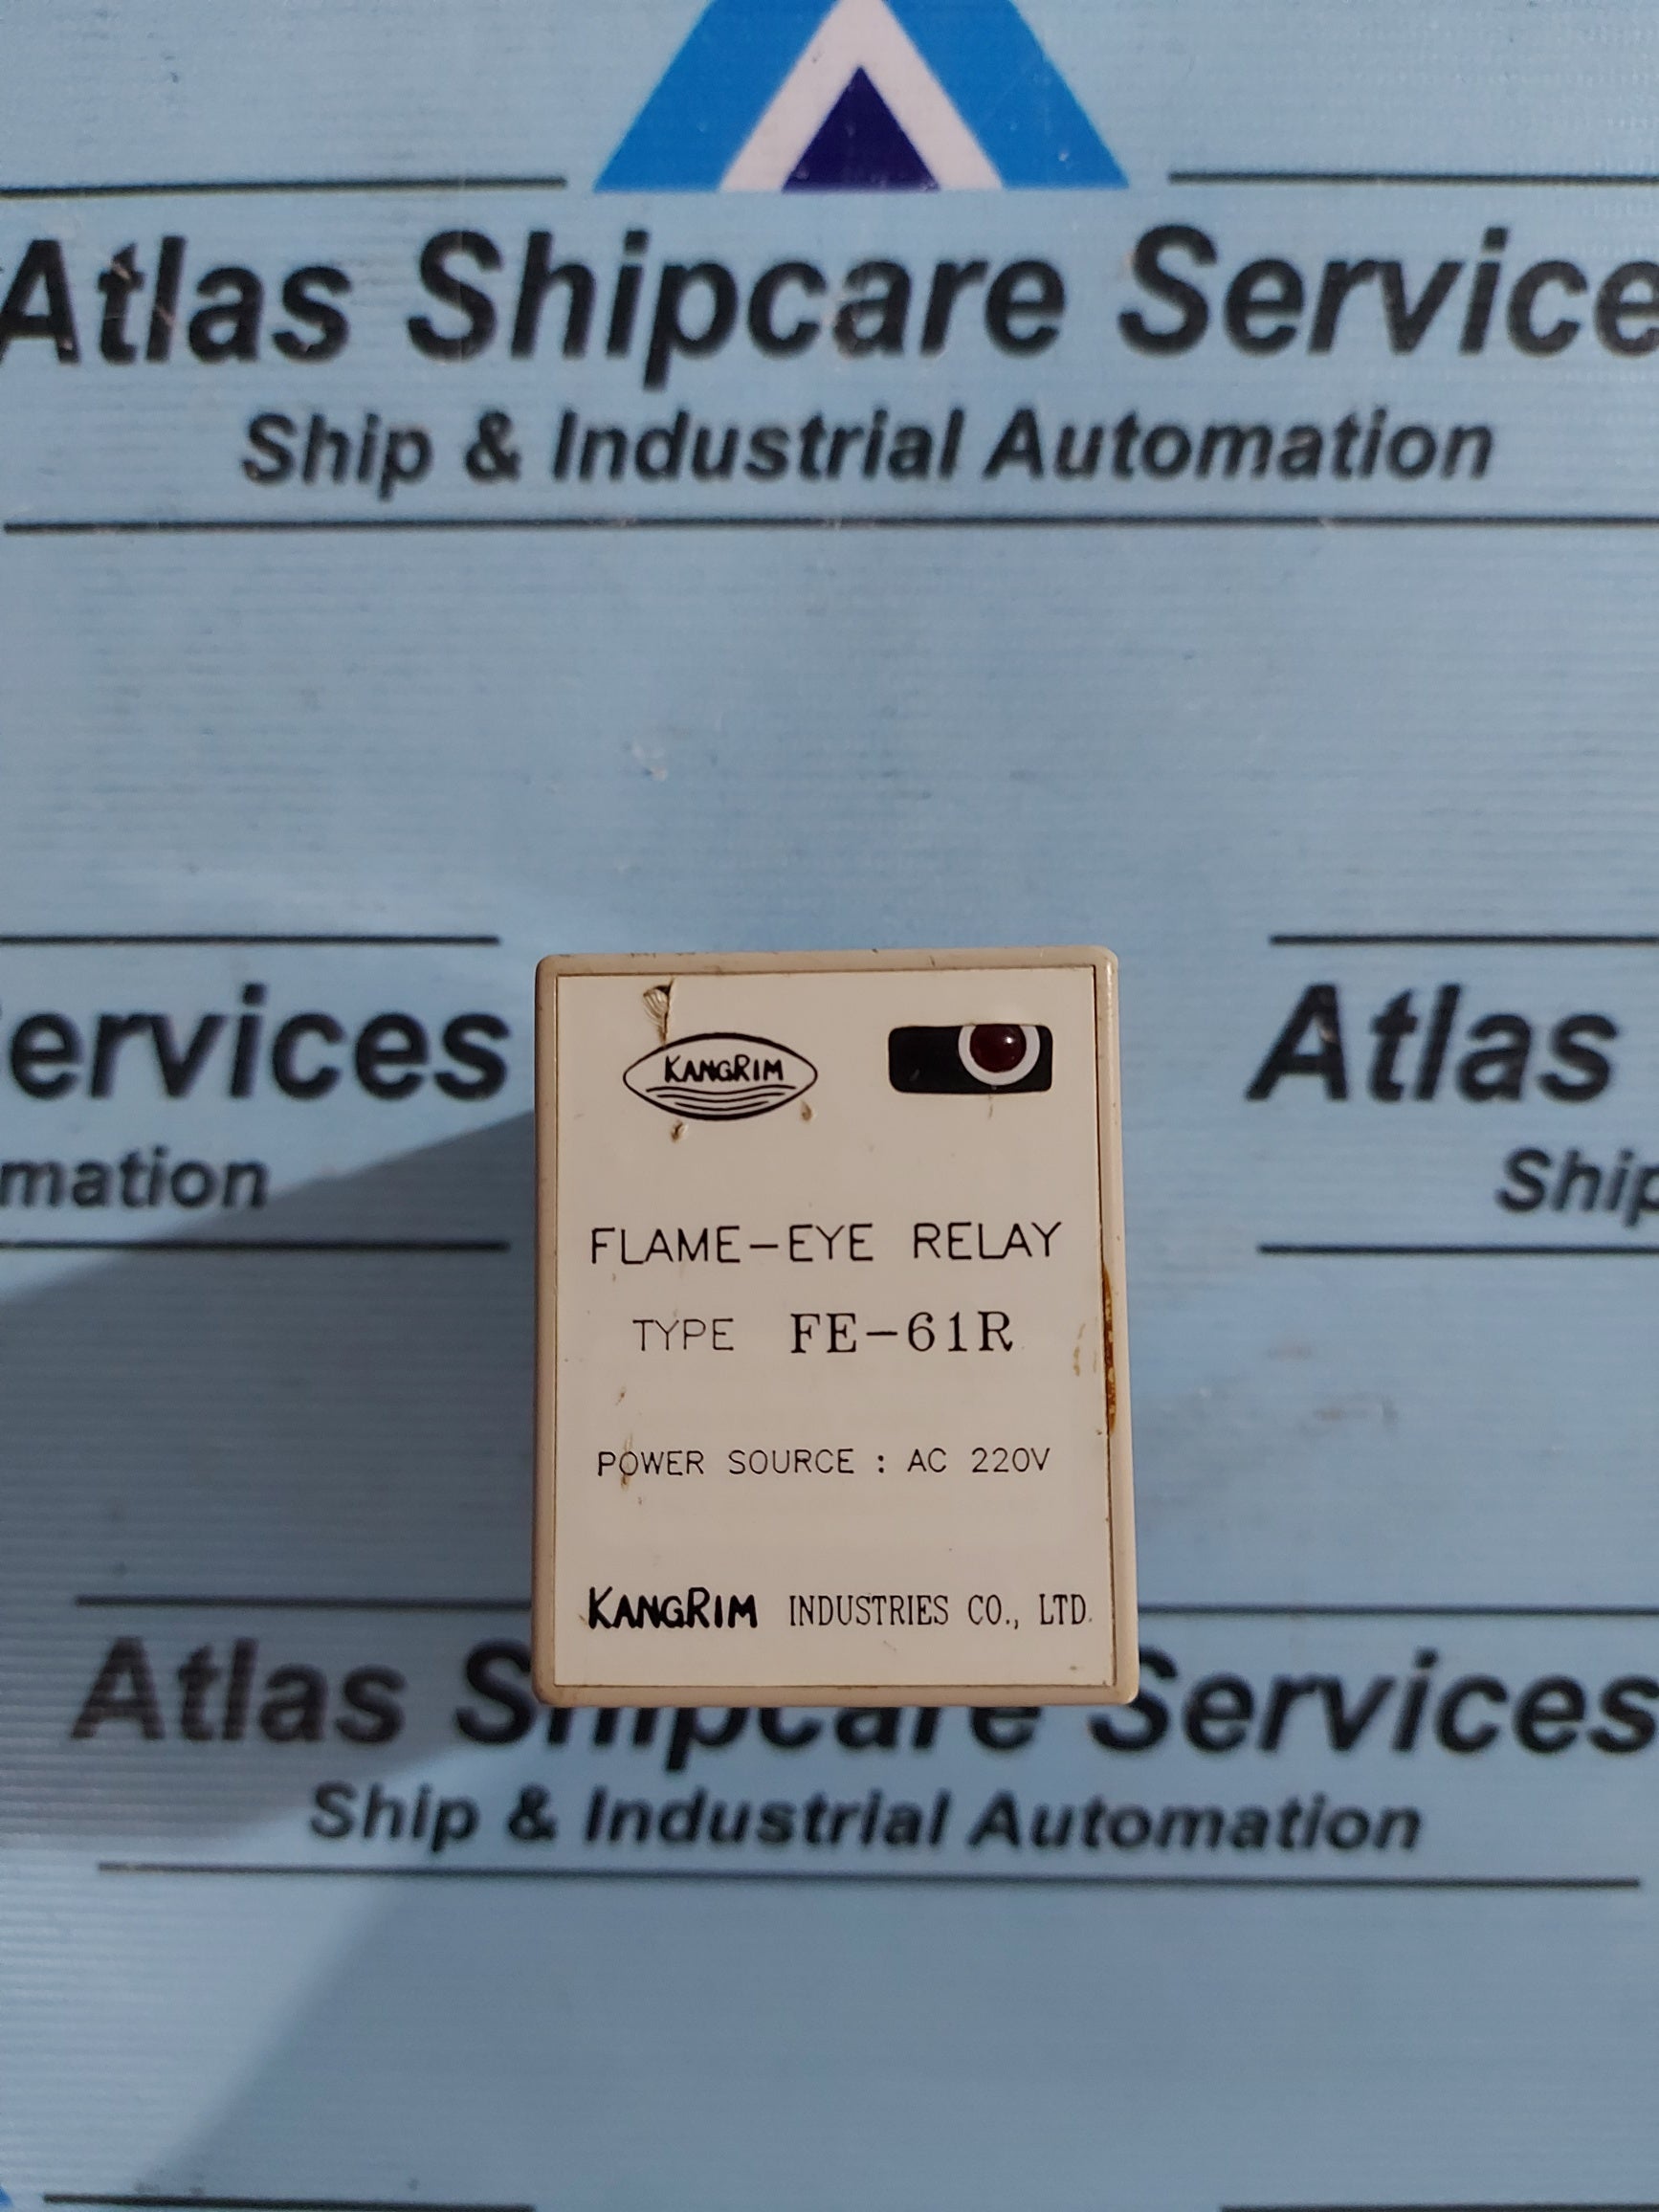 Atlas Shipcare Service
Ship & Industrial Automation
ervices
mation
Atlas
Ship
KANGRIM
FLAME-EYE RELAY
TYPE FE-61R
POWER SOURCE : AC 220V
KANGRIM INDUSTRIES CO., LTD.
Atlas Shipcare Services
Ship & Industrial Automation